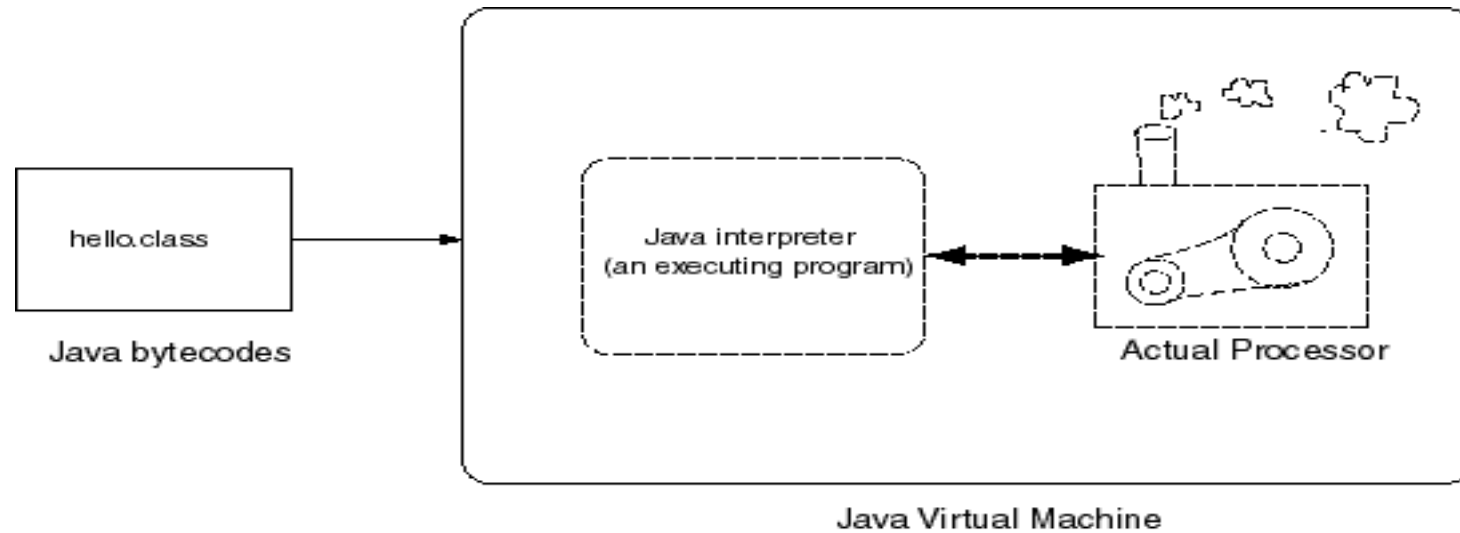 hello.class
Java bytecodes
Java interpreter
(an executing program)
Actual Processor
Java Virtual Machine